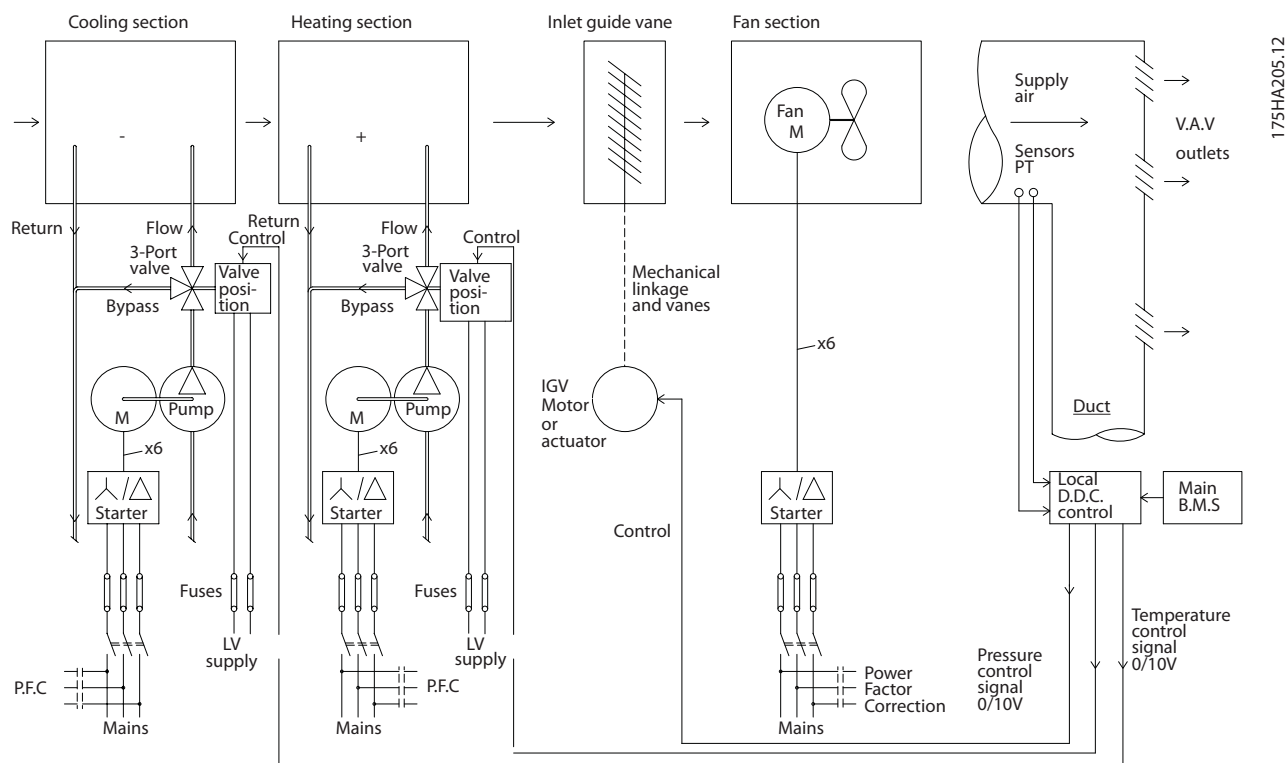 Cooling section
Heating section
Inlet guide vane
Fan section
175HA205.12
-
+
Fan
M
Supply
air
Sensors
PT
V.A.V
outlets
Return
Flow
3-Port
valve
Bypass
Control
Valve
posi-
tion
Return
Flow
3-Port
valve
Bypass
Control
Valve
posi-
tion
Mechanical
linkage
and vanes
x6
M
Pump
x6
M
Pump
x6
IGV
Motor
or
actuator
Duct
/
Starter
/
Starter
/
Starter
Local
D.D.C.
control
Main
B.M.S
Control
Fuses
LV
supply
Fuses
LV
supply
P.F.C
Mains
P.F.C
Mains
Power
Factor
Correction
Mains
Pressure
control
signal
0/10V
Temperature
control
signal
0/10V